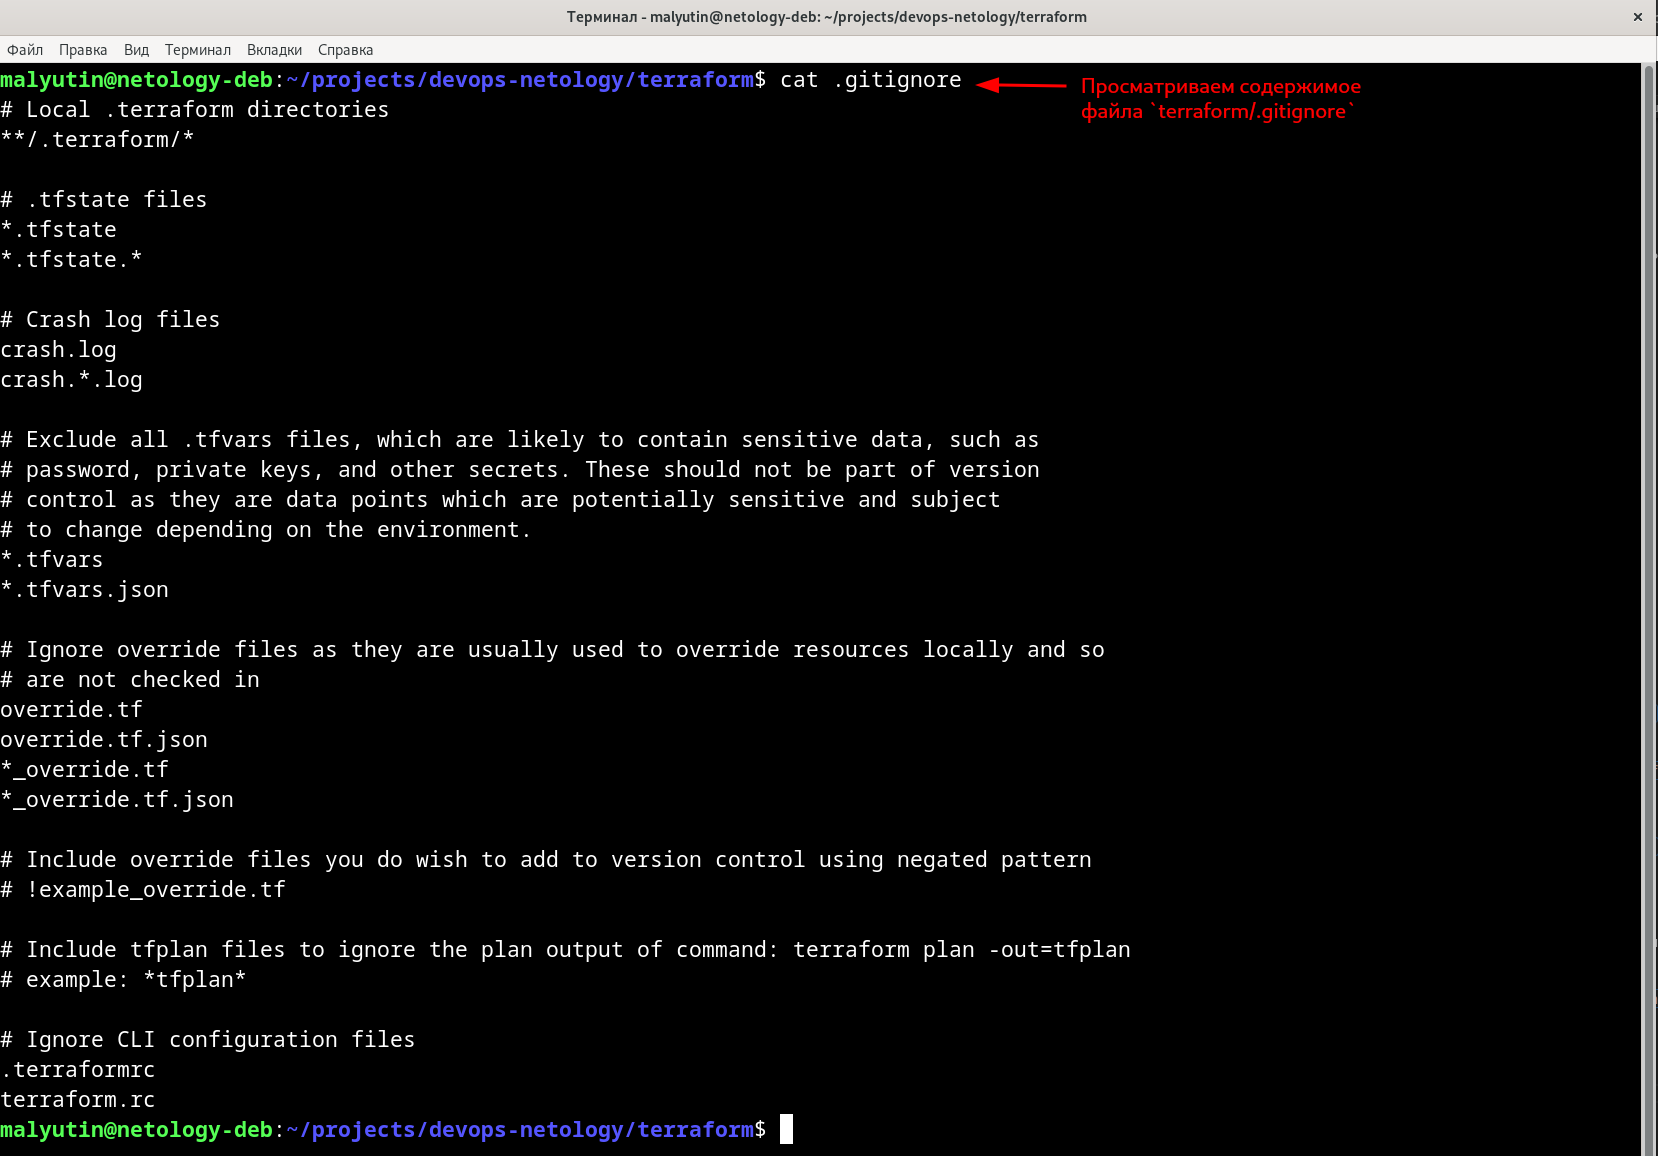 Терминал - malyutin@netology-deb: ~/projects/devops-netology/terraform
Файл Правка Вид Терминал Вкладки Справка
malyutin@netology-deb:~/projects/devops-netology/terraform$ cat .gitignore
Просматриваем содержимое
файла `terraform/.gitignore`
# Local .terraform directories
**/.terraform/*
# .tfstate files
*.tfstate
*.tfstate.*
# Crash log files
crash.log
crash.*.log
# Exclude all .tfvars files, which are likely to contain sensitive data, such as
# password, private keys, and other secrets. These should not be part of version
# control as they are data points which are potentially sensitive and subject
# to change depending on the environment.
*.tfvars
*.tfvars.json
# Ignore override files as they are usually used to override resources locally and so
# are not checked in
override.tf
override.tf.json
*_override.tf
*_override.tf.json
# Include override files you do wish to add to version control using negated pattern
# !example_override.tf
# Include tfplan files to ignore the plan output of command: terraform plan -out=tfplan
# example: *tfplan*
# Ignore CLI configuration files
.terraformrc
terraform.rc
malyutin@netology-deb:~/projects/devops-netology/terraform$